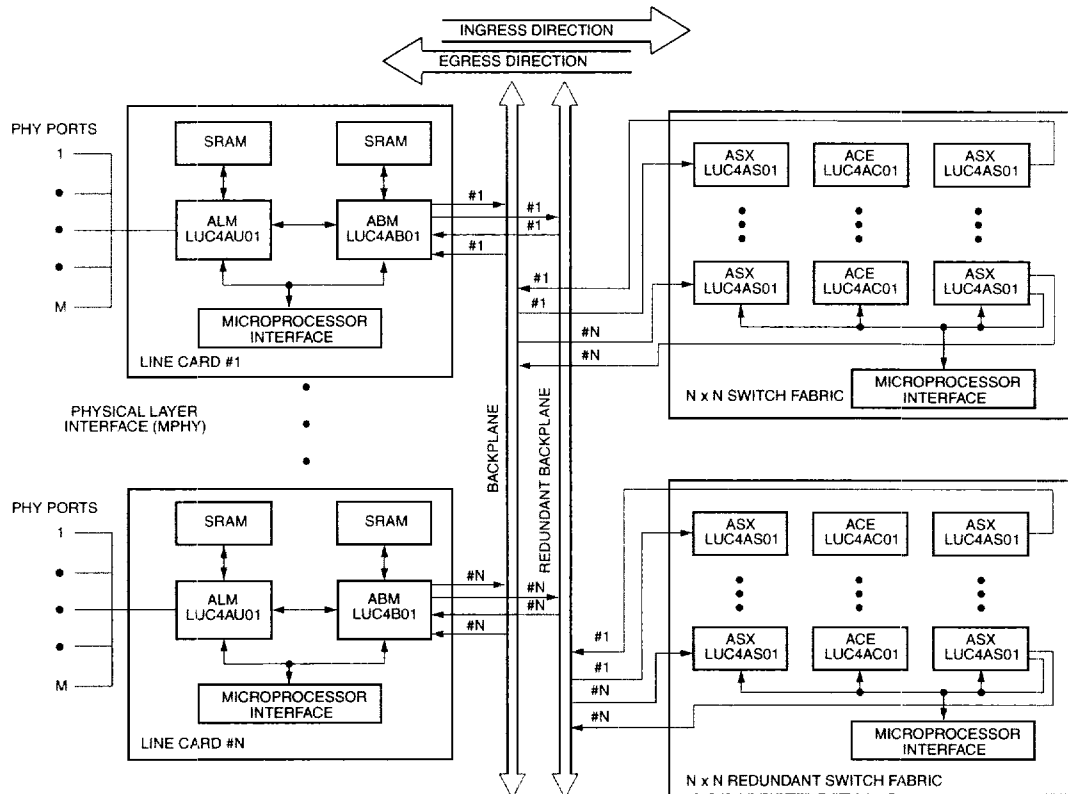 INGRESS DIRECTION
EGRESS DIRECTION
PHY PORTS
1
M
SRAM
SRAM
ALM
LUC4AU01
ABM
LUC4AB01
MICROPROCESSOR
INTERFACE
LINE CARD #1
#1
#1
#1
#1
PHYSICAL LAYER
INTERFACE (MPHY)
BACKPLANE
REDUNDANT BACKPLANE
#1
#1
#N
#N
ASX
LUC4AS01
ACE
LUC4AC01
ASX
LUC4AS01
ASX
LUC4AS01
ACE
LUC4AC01
ASX
LUC4AS01
MICROPROCESSOR
INTERFACE
N x N SWITCH FABRIC
PHY PORTS
1
M
SRAM
SRAM
ALM
LUC4AU01
ABM
LUC4B01
MICROPROCESSOR
INTERFACE
LINE CARD #N
#N
#N
#N
#N
#1
#1
#N
#N
ASX
LUC4AS01
ACE
LUC4AC01
ASX
LUC4AS01
ASX
LUC4AS01
ACE
LUC4AC01
ASX
LUC4AS01
MICROPROCESSOR
INTERFACE
N x N REDUNDANT SWITCH FABRIC